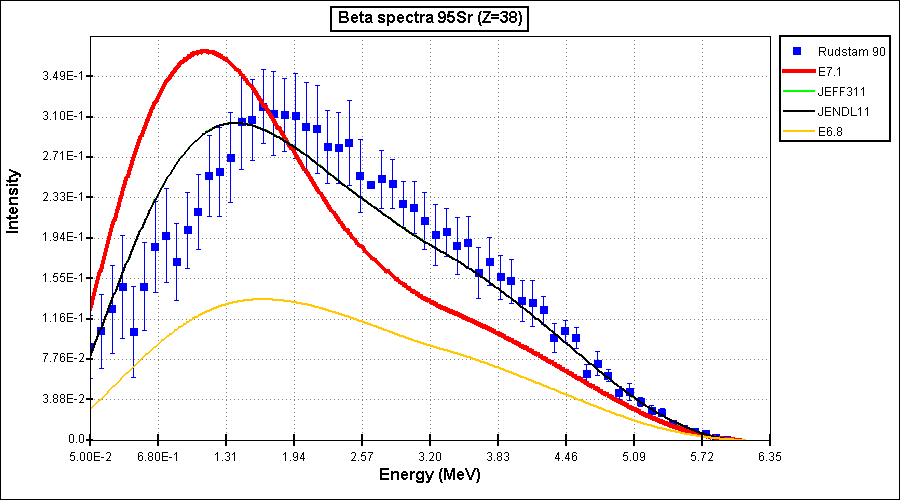 Beta spectra 95Sr (Z=38)
Rudstam 90
E7.1
JEFF311
JENDL11
E6.8
Intensity
3.49E-1
3.10E-1
2.71E-1
2.33E-1
1.94E-1
1.55E-1
1.16E-1
7.76E-2
3.88E-2
0.0
5.00E-2 6.80E-1 1.31 1.94 2.57 3.20 3.83 4.46 5.09 5.72 6.35
Energy (MeV)